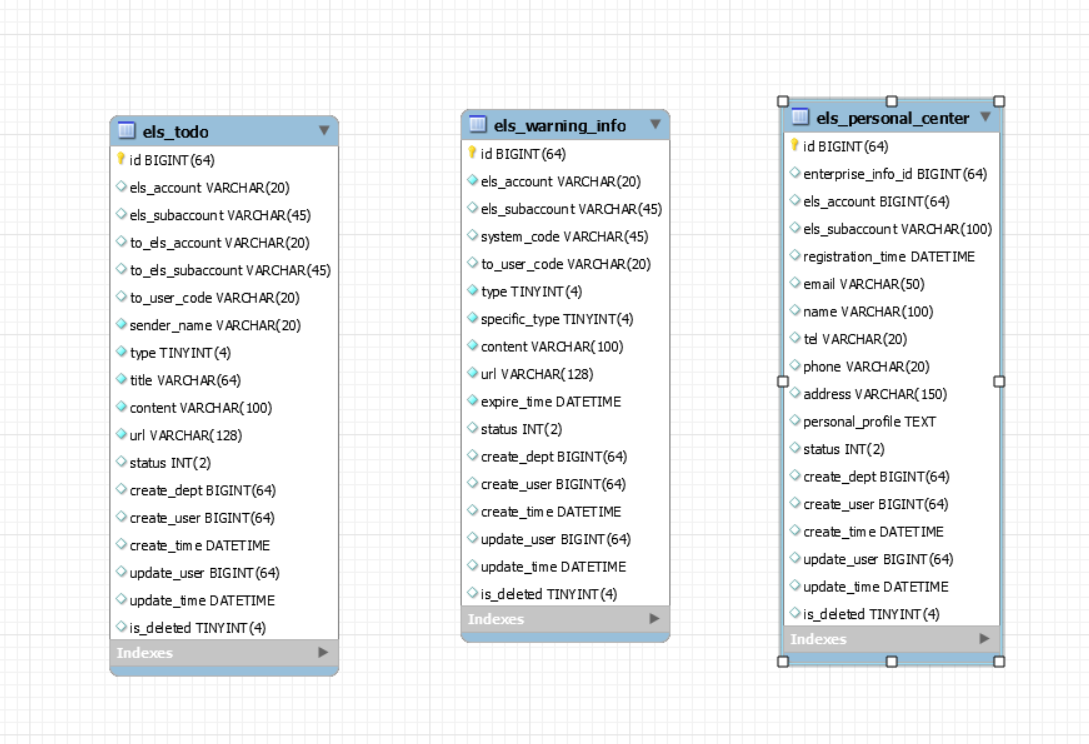 els_todo
id BIGINT(64)
els_account VARCHAR(20)
els_subaccount VARCHAR(45)
to_els_account VARCHAR(20)
to_els_subaccount VARCHAR(45)
to_user_code VARCHAR(20)
sender_name VARCHAR(20)
type TINYINT(4)
title VARCHAR(64)
content VARCHAR(100)
url VARCHAR(128)
status INT(2)
create_dept BIGINT(64)
create_user BIGINT(64)
create_time DATETIME
update_user BIGINT(64)
update_time DATETIME
is_deleted TINYINT(4)
Indexes
els_warning_info
id BIGINT(64)
els_account VARCHAR(20)
els_subaccount VARCHAR(45)
system_code VARCHAR(45)
to_user_code VARCHAR(20)
type TINYINT(4)
specific_type TINYINT(4)
content VARCHAR(100)
url VARCHAR(128)
expire_time DATETIME
status INT(2)
create_dept BIGINT(64)
create_user BIGINT(64)
create_time DATETIME
update_user BIGINT(64)
update_time DATETIME
is_deleted TINYINT(4)
Indexes
els_personal_center
id BIGINT(64)
enterprise_info_id BIGINT(64)
els_account BIGINT(64)
els_subaccount VARCHAR(100)
registration_time DATETIME
email VARCHAR(50)
name VARCHAR(100)
tel VARCHAR(20)
phone VARCHAR(20)
address VARCHAR(150)
personal_profile TEXT
status INT(2)
create_dept BIGINT(64)
create_user BIGINT(64)
create_time DATETIME
update_user BIGINT(64)
update_time DATETIME
is_deleted TINYINT(4)
Indexes